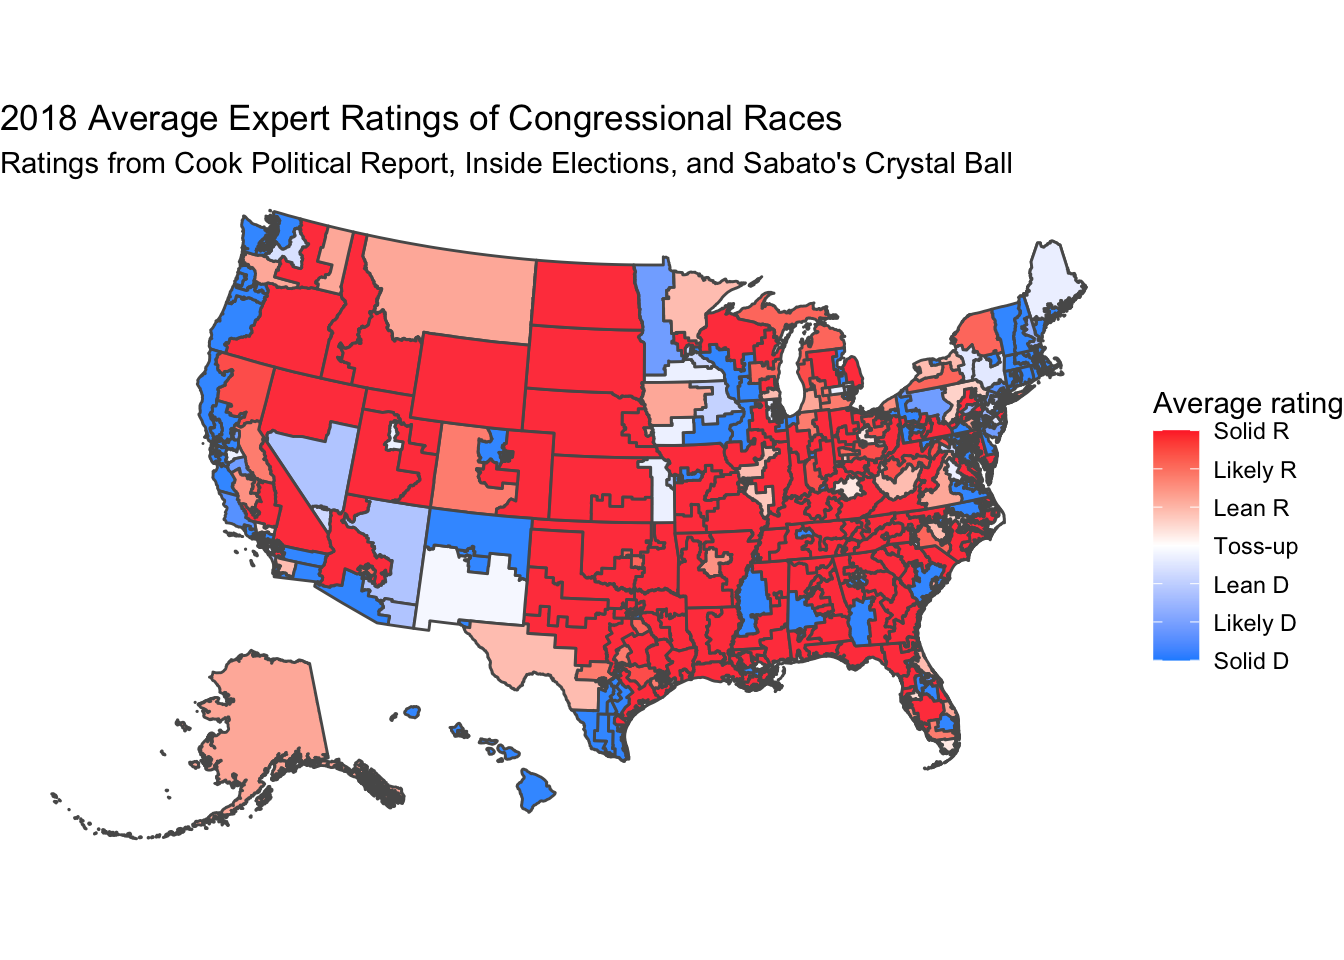 2018 Average Expert Ratings of Congressional Races
Ratings from Cook Political Report, Inside Elections, and Sabato's Crystal Ball
Average rating
Solid R
Likely R
Lean R
Toss-up
Lean D
Likely D
Solid D